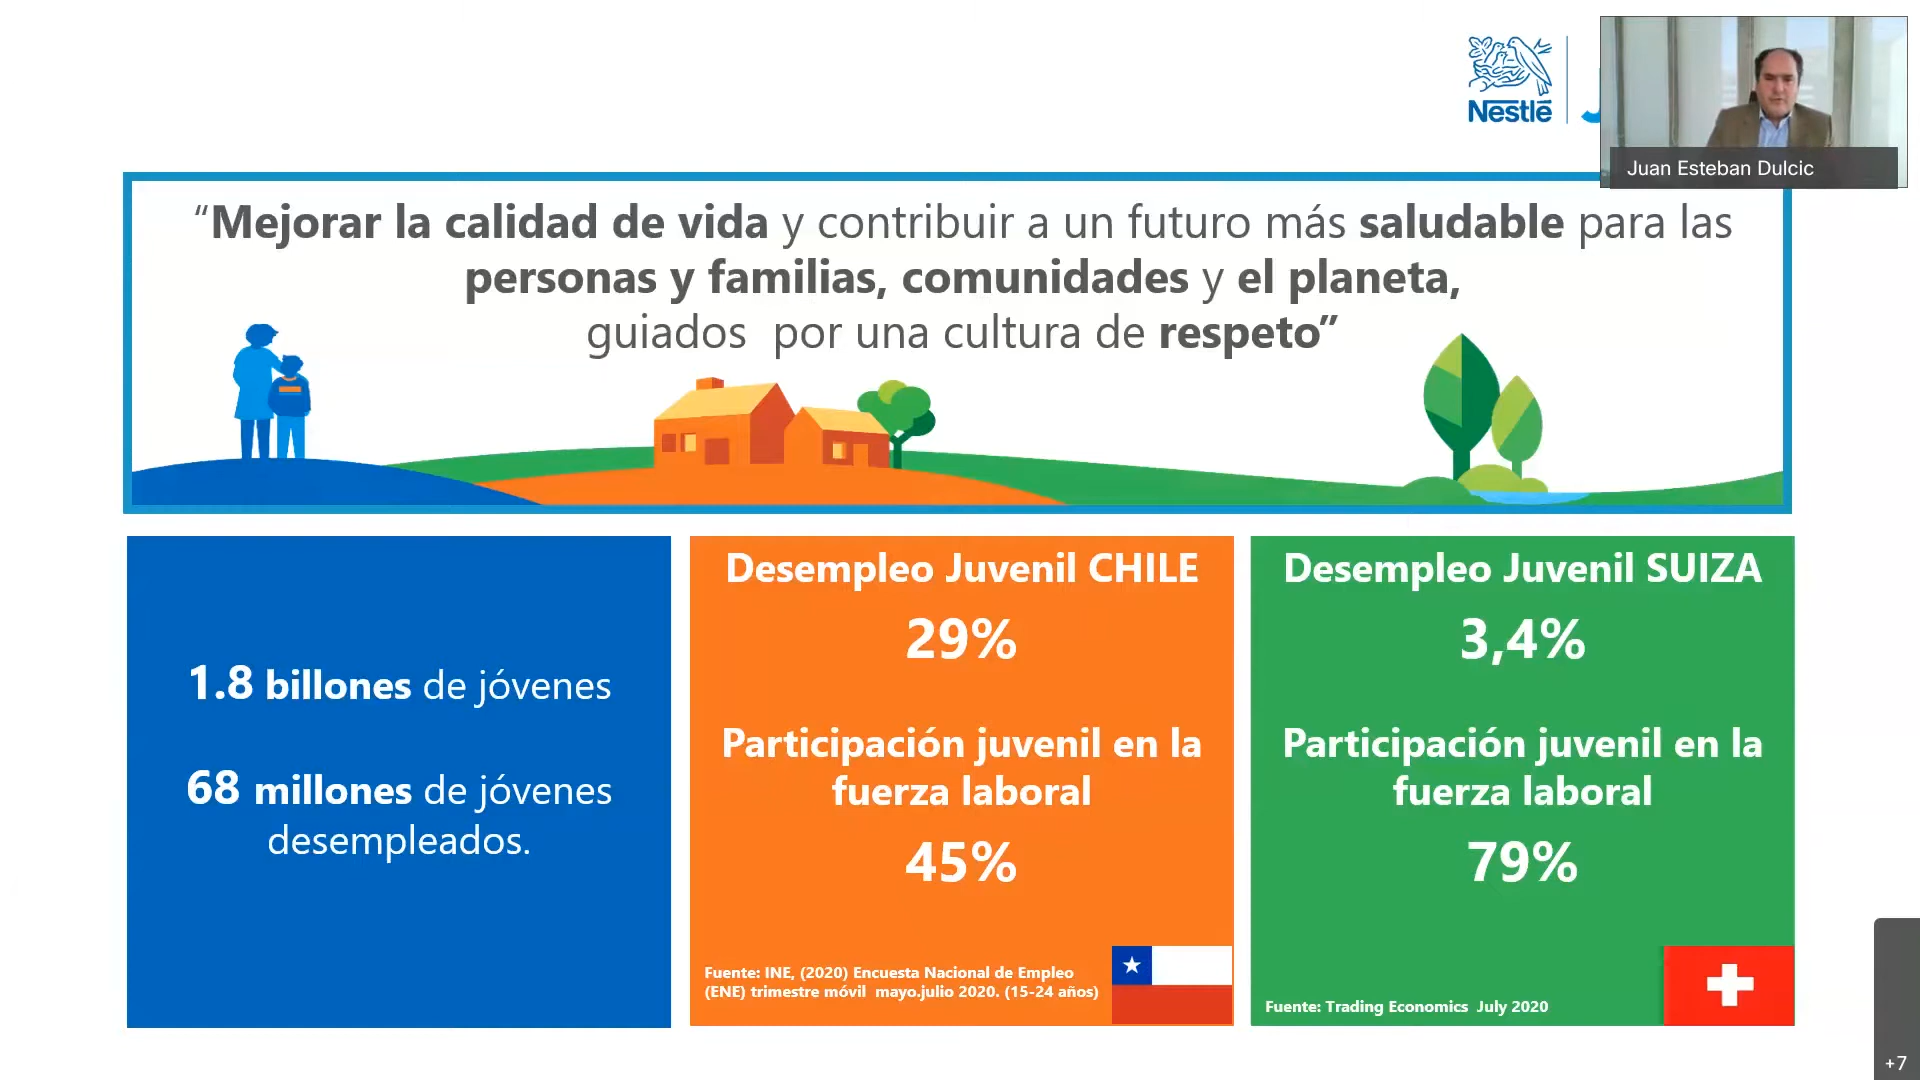 Nestlé
Juan Esteban Dulcic
“Mejorar la calidad de vida y contribuir a un futuro más saludable para las
personas y familias, comunidades y el planeta,
guiados por una cultura de respeto”
1.8 billones de jóvenes
68 millones de jóvenes
desempleados.
Desempleo Juvenil CHILE
29%
Participación juvenil en la
fuerza laboral
45%
Fuente: INE, (2020) Encuesta Nacional de Empleo
(ENE) trimestre móvil mayo.julio 2020. (15-24 años)
Desempleo Juvenil SUIZA
3,4%
Participación juvenil en la
fuerza laboral
79%
Fuente: Trading Economics July 2020
+7